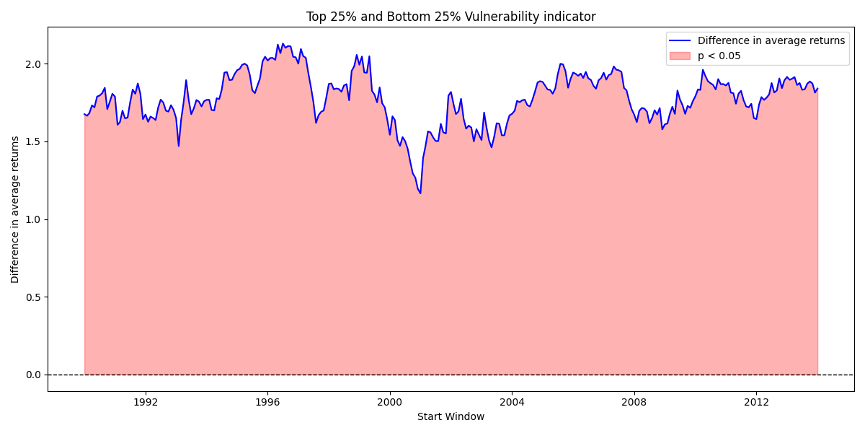 Top 25% and Bottom 25% Vulnerability indicator
Difference in average returns
p < 0.05
Difference in average returns
2.0
1.5
1.0
0.5
0.0
1992 1996 2000 2004 2008 2012
Start Window